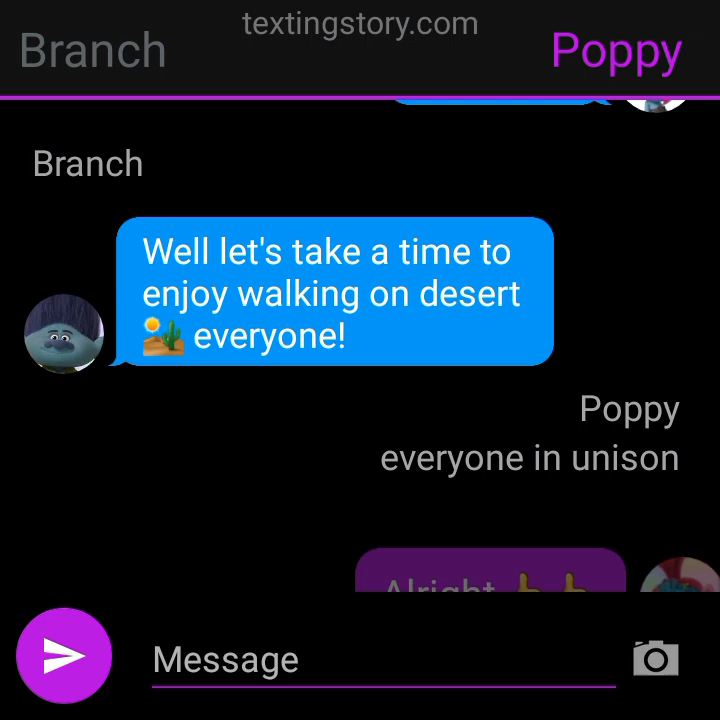 textingstory.com
Branch
Poppy
Branch
Well let's take a time to
enjoy walking on desert
🏜️ everyone!
Poppy
everyone in unison
Alright 👍👍
Message